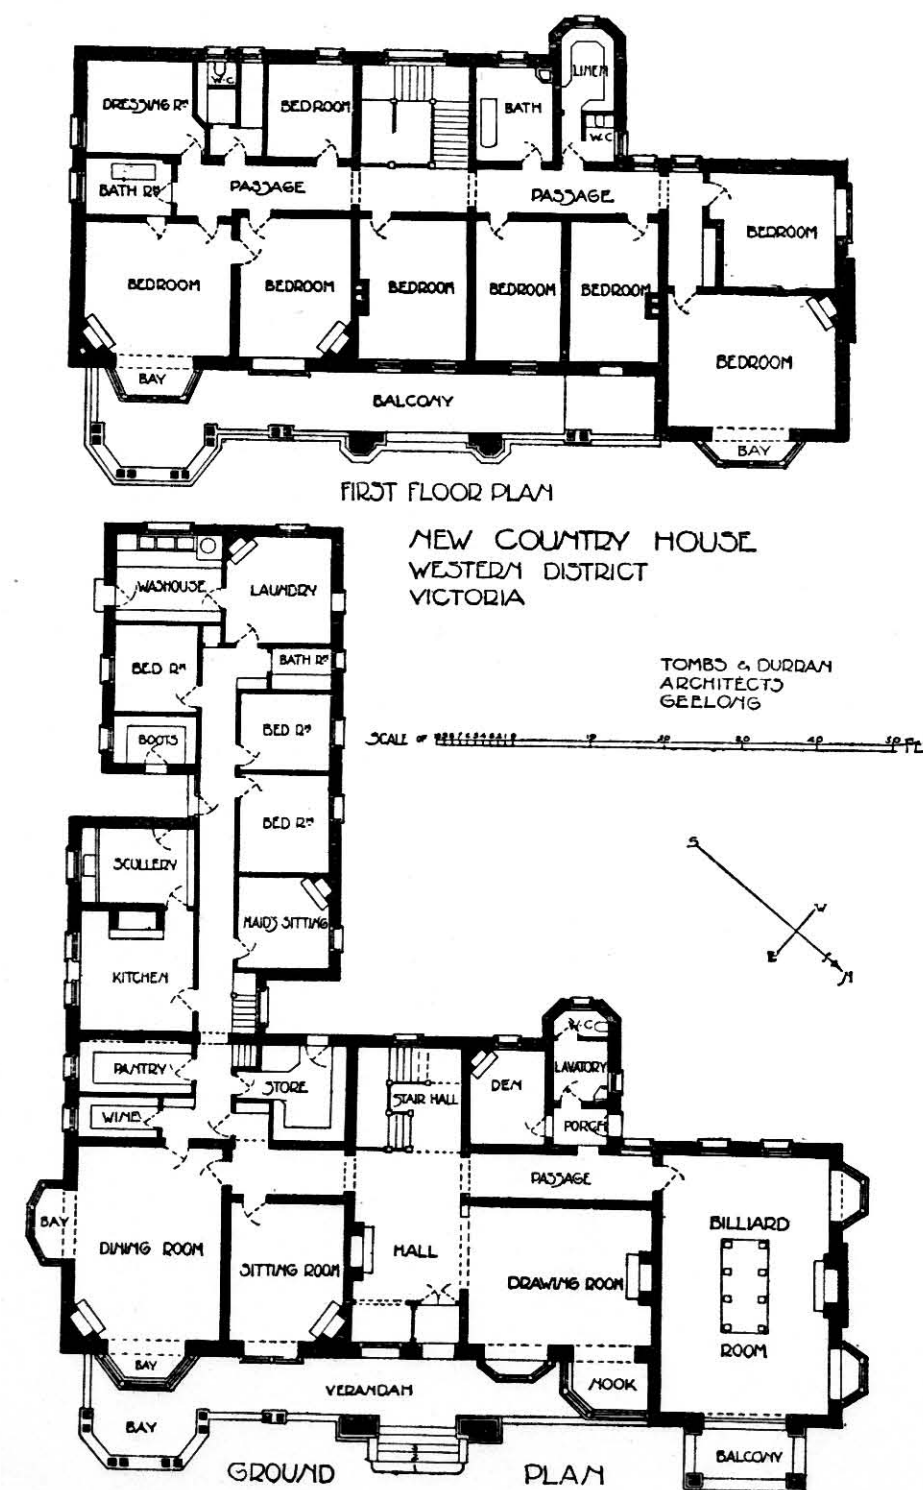 DRESSING RM
W.C
BEDROOM
BATH
LINEN
W.C
BATH RM
PASSAGE
PASSAGE
BEDROOM
BEDROOM
BEDROOM
BEDROOM
BEDROOM
BEDROOM
BEDROOM
BAY
BALCONY
BAY
FIRST FLOOR PLAN
NEW COUNTRY HOUSE
WESTERN DISTRICT
VICTORIA
TOMBS & DURRAN
ARCHITECTS
GEELONG
SCALE OF
10
20
40
50 FT
S
W
E
N
WASHOUSE
LAUNDRY
BED RM
BATH RM
BOOTS
BED RM
BED RM
SCULLERY
MAID'S SITTING
KITCHEN
PANTRY
STORE
WINE
STAIR HALL
DEN
W.C
LAVATORY
PORCH
PASSAGE
BAY
DINING ROOM
SITTING ROOM
HALL
DRAWING ROOM
BILLIARD
ROOM
BAY
NOOK
VERANDAH
BAY
BALCONY
GROUND PLAN